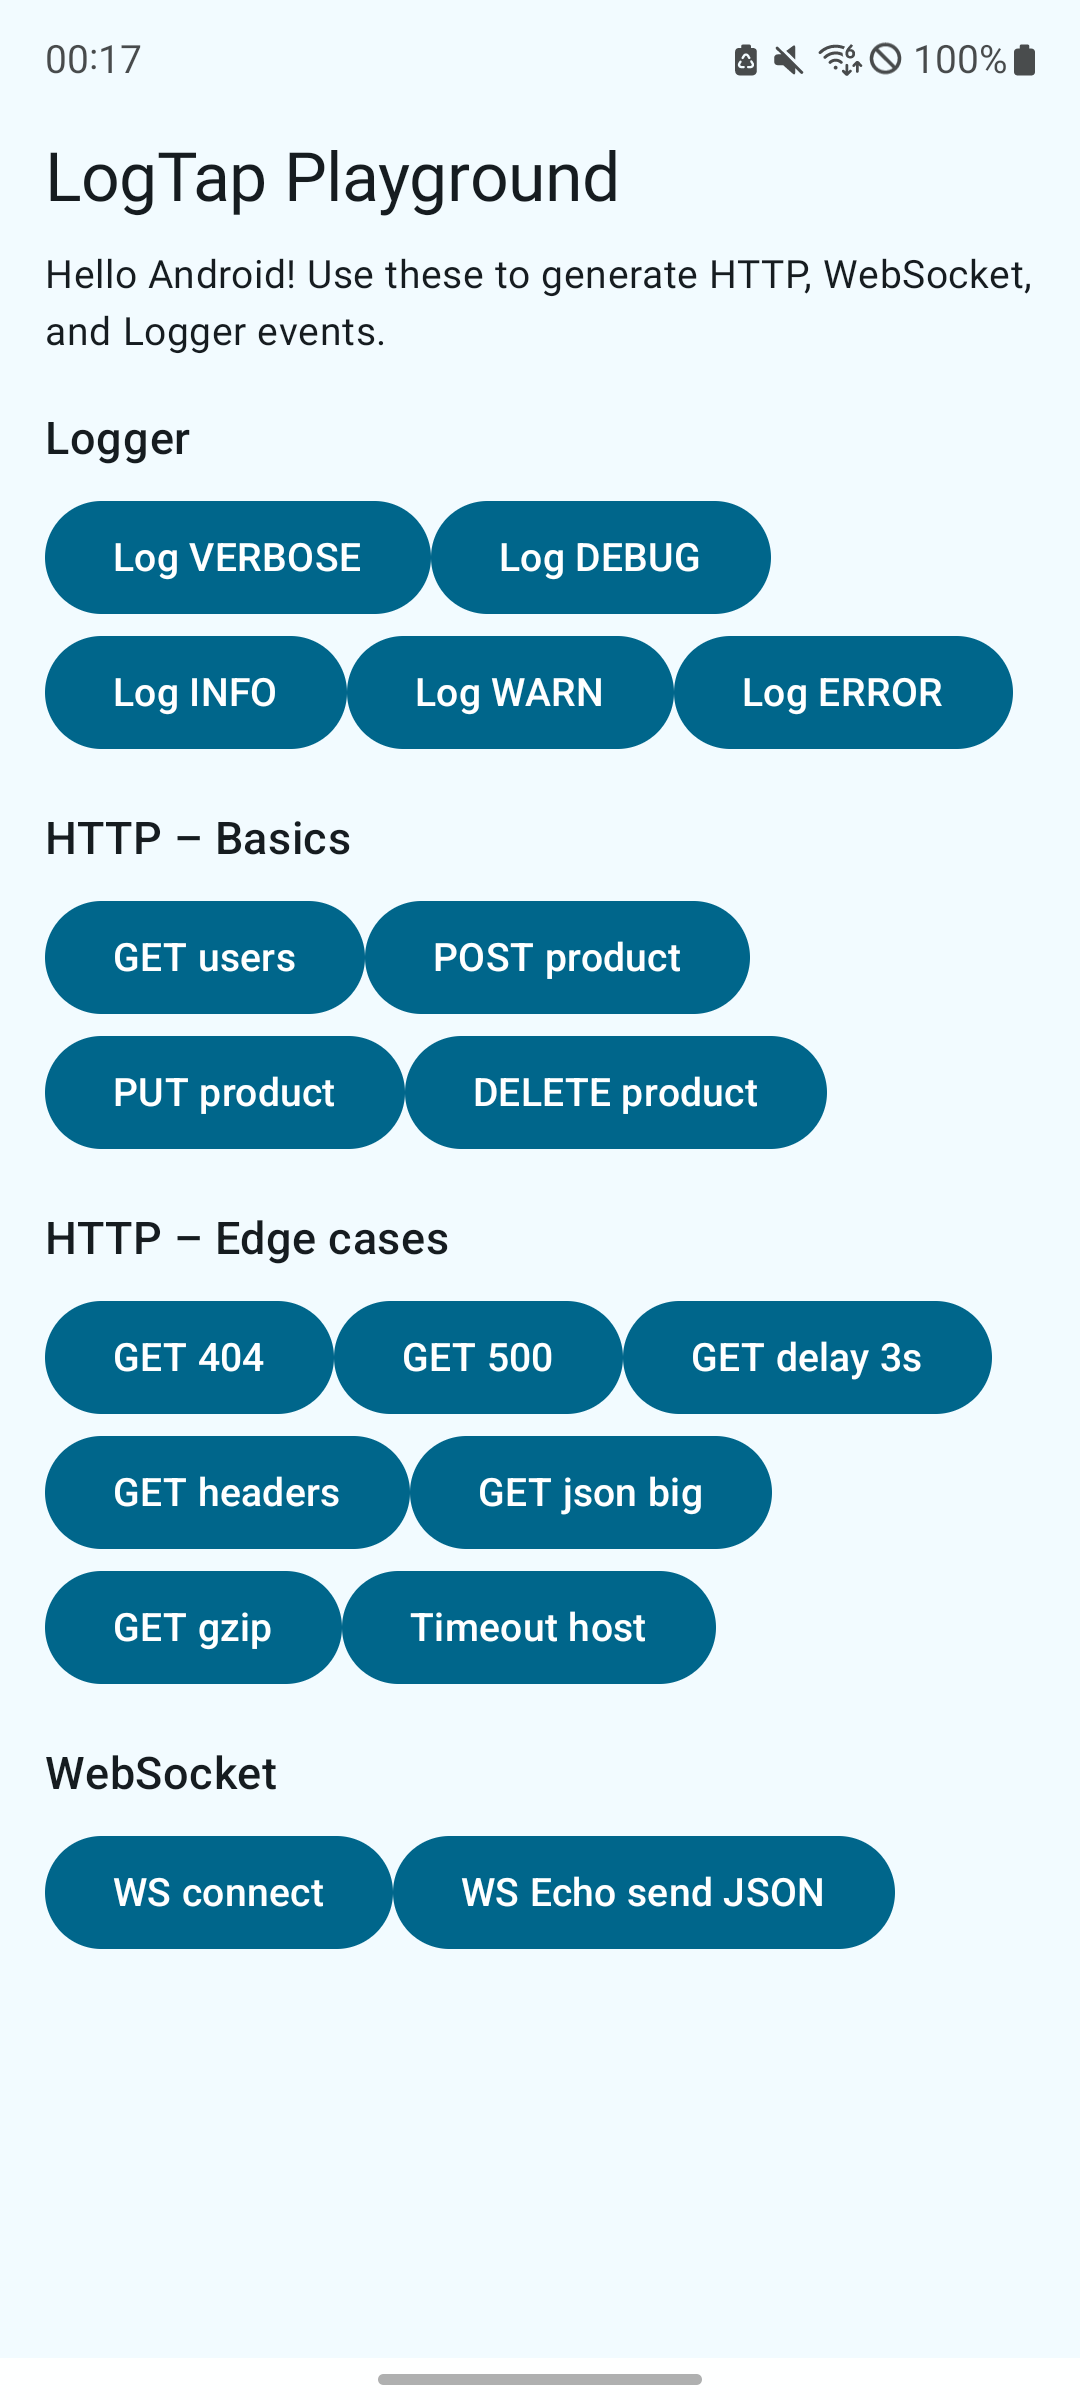 00:17 100%
LogTap Playground
Hello Android! Use these to generate HTTP, WebSocket,
and Logger events.
Logger
Log VERBOSE Log DEBUG
Log INFO Log WARN Log ERROR
HTTP – Basics
GET users POST product
PUT product DELETE product
HTTP – Edge cases
GET 404 GET 500 GET delay 3s
GET headers GET json big
GET gzip Timeout host
WebSocket
WS connect WS Echo send JSON